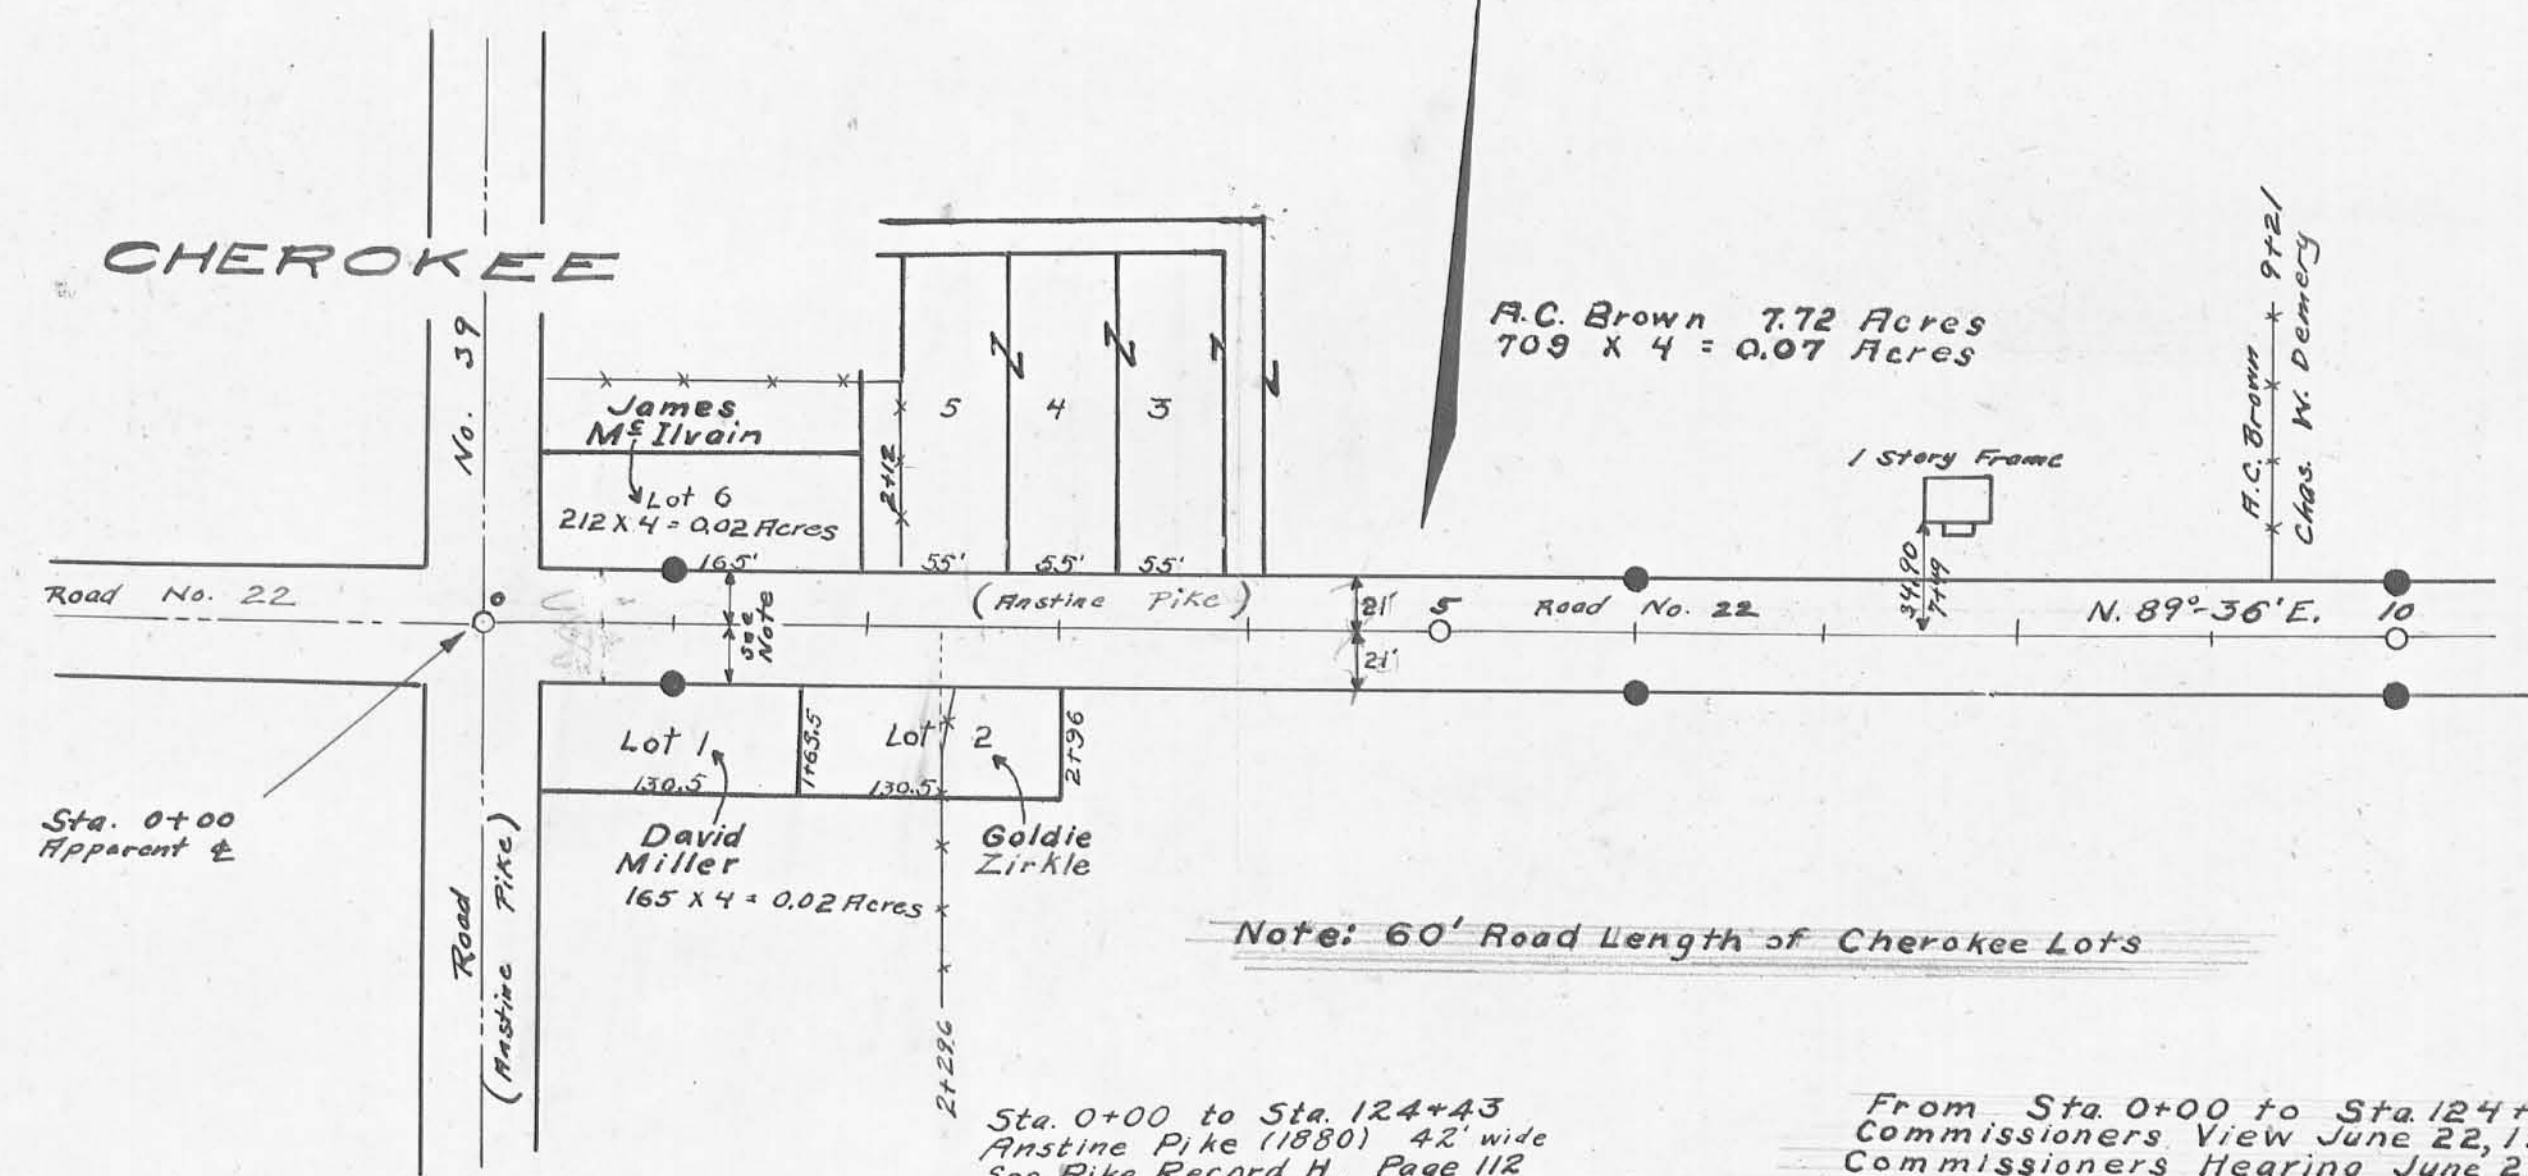 CHEROKEE
No. 39
James
Mc Ilvain
Lot 6
212 X 4 = 0.02 Acres
165'
2+12
5
4
3
55'
55'
55'
A.C. Brown 7.72 Acres
709 X 4 = 0.07 Acres
1 Story Frame
34.90
7+49
A.C. Brown 9+21
Chas. W. Demery
Road No. 22
0
See
Note
(Anstine Pike)
21'
21'
5
Road No. 22
N. 89°-36' E.
10
Lot 1
130.5
1+63.5
Lot 2
130.5
2+96
Sta. 0+00
Apparent ℄
David
Miller
165 X 4 = 0.02 Acres
Goldie
Zirkle
Road
(Anstine Pike)
2+29.6
Note: 60' Road Length of Cherokee Lots
Sta. 0+00 to Sta. 124+43
Anstine Pike (1880) 42' wide
See Pike Record H Page 112
From Sta. 0+00 to Sta. 124+
Commissioners View June 22, 1
Commissioners Hearing June 2